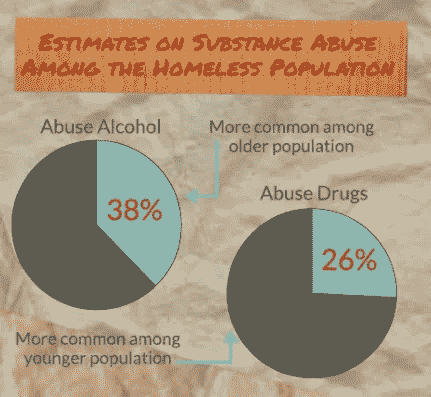 Estimates on Substance Abuse
Among the Homeless Population
Abuse Alcohol
38%
More common among
older population
Abuse Drugs
26%
More common among
younger population